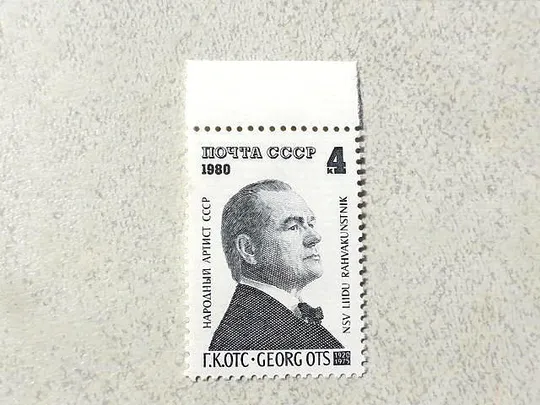 ПОЧТА СССР 4
1980 к
НАРОДНЫЙ АРТИСТ СССР
NSV LIIDU RAHVAKUNSTNIK
Г.К.ОТС·GEORG OTS 1920
1975